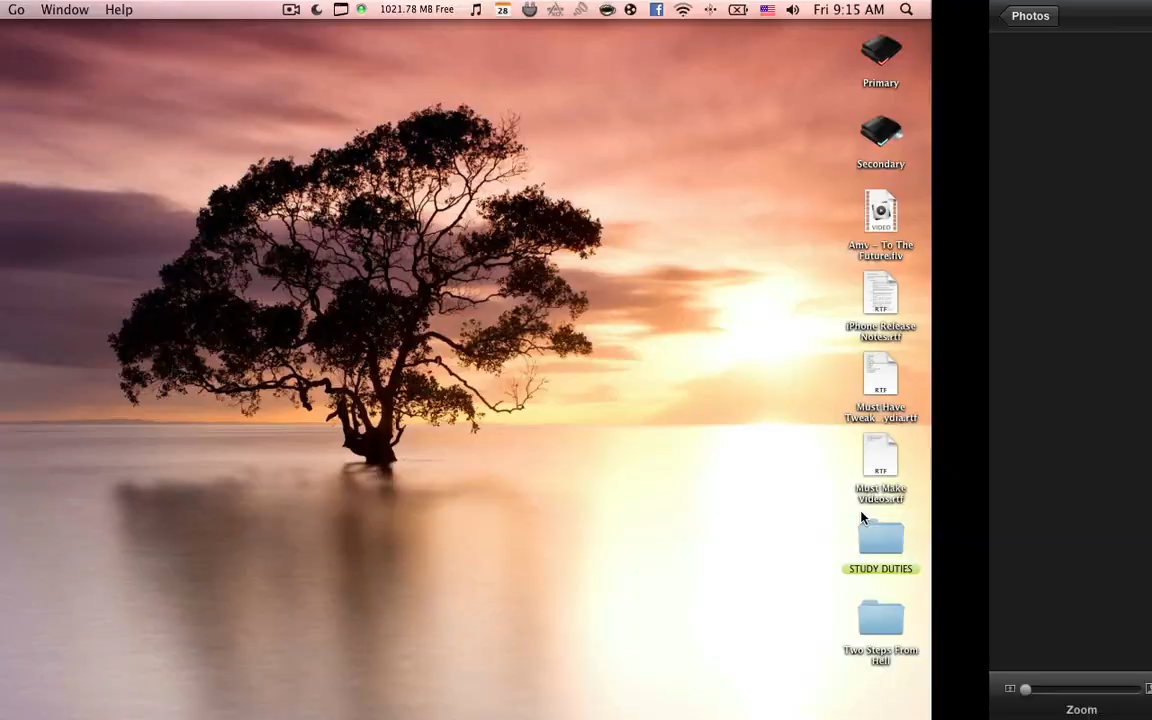 Go Window Help 1021.78 MB Free 28 Fri 9:15 AM
Photos
Primary
Secondary
VIDEO
Amv - To The
Future.flv
RTF
iPhone Release
Notes.rtf
RTF
Must Have
Tweak...ydia.rtf
RTF
Must Make
Videos.rtf
STUDY DUTIES
Two Steps From
Hell
Zoom